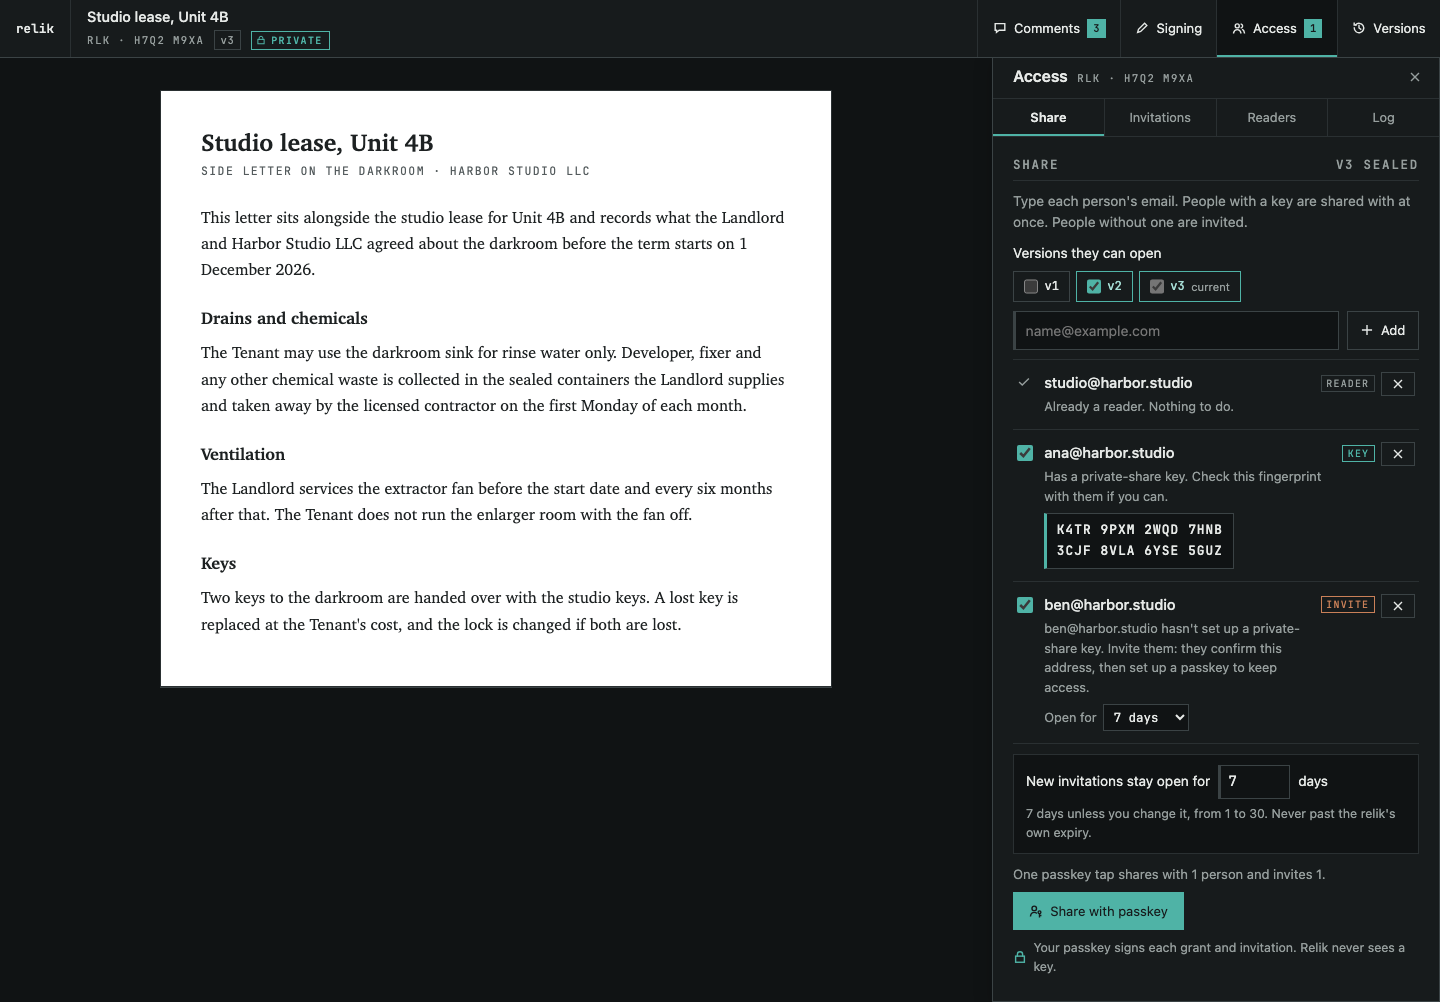 relik
Studio lease, Unit 4B
RLK · H7Q2 M9XA v3 PRIVATE
Comments 3
Signing
Access 1
Versions
Studio lease, Unit 4B
SIDE LETTER ON THE DARKROOM · HARBOR STUDIO LLC
This letter sits alongside the studio lease for Unit 4B and records what the Landlord
and Harbor Studio LLC agreed about the darkroom before the term starts on 1
December 2026.
Drains and chemicals
The Tenant may use the darkroom sink for rinse water only. Developer, fixer and
any other chemical waste is collected in the sealed containers the Landlord supplies
and taken away by the licensed contractor on the first Monday of each month.
Ventilation
The Landlord services the extractor fan before the start date and every six months
after that. The Tenant does not run the enlarger room with the fan off.
Keys
Two keys to the darkroom are handed over with the studio keys. A lost key is
replaced at the Tenant's cost, and the lock is changed if both are lost.
Access RLK · H7Q2 M9XA
Share
Invitations
Readers
Log
SHARE
V3 SEALED
Type each person's email. People with a key are shared with at
once. People without one are invited.
Versions they can open
v1
v2
v3 current
name@example.com
Add
studio@harbor.studio
READER
Already a reader. Nothing to do.
ana@harbor.studio
KEY
Has a private-share key. Check this fingerprint
with them if you can.
K4TR 9PXM 2WQD 7HNB
3CJF 8VLA 6YSE 5GUZ
ben@harbor.studio
INVITE
ben@harbor.studio hasn't set up a private-
share key. Invite them: they confirm this
address, then set up a passkey to keep
access.
Open for 7 days
New invitations stay open for 7 days
7 days unless you change it, from 1 to 30. Never past the relik's
own expiry.
One passkey tap shares with 1 person and invites 1.
Share with passkey
Your passkey signs each grant and invitation. Relik never sees a
key.